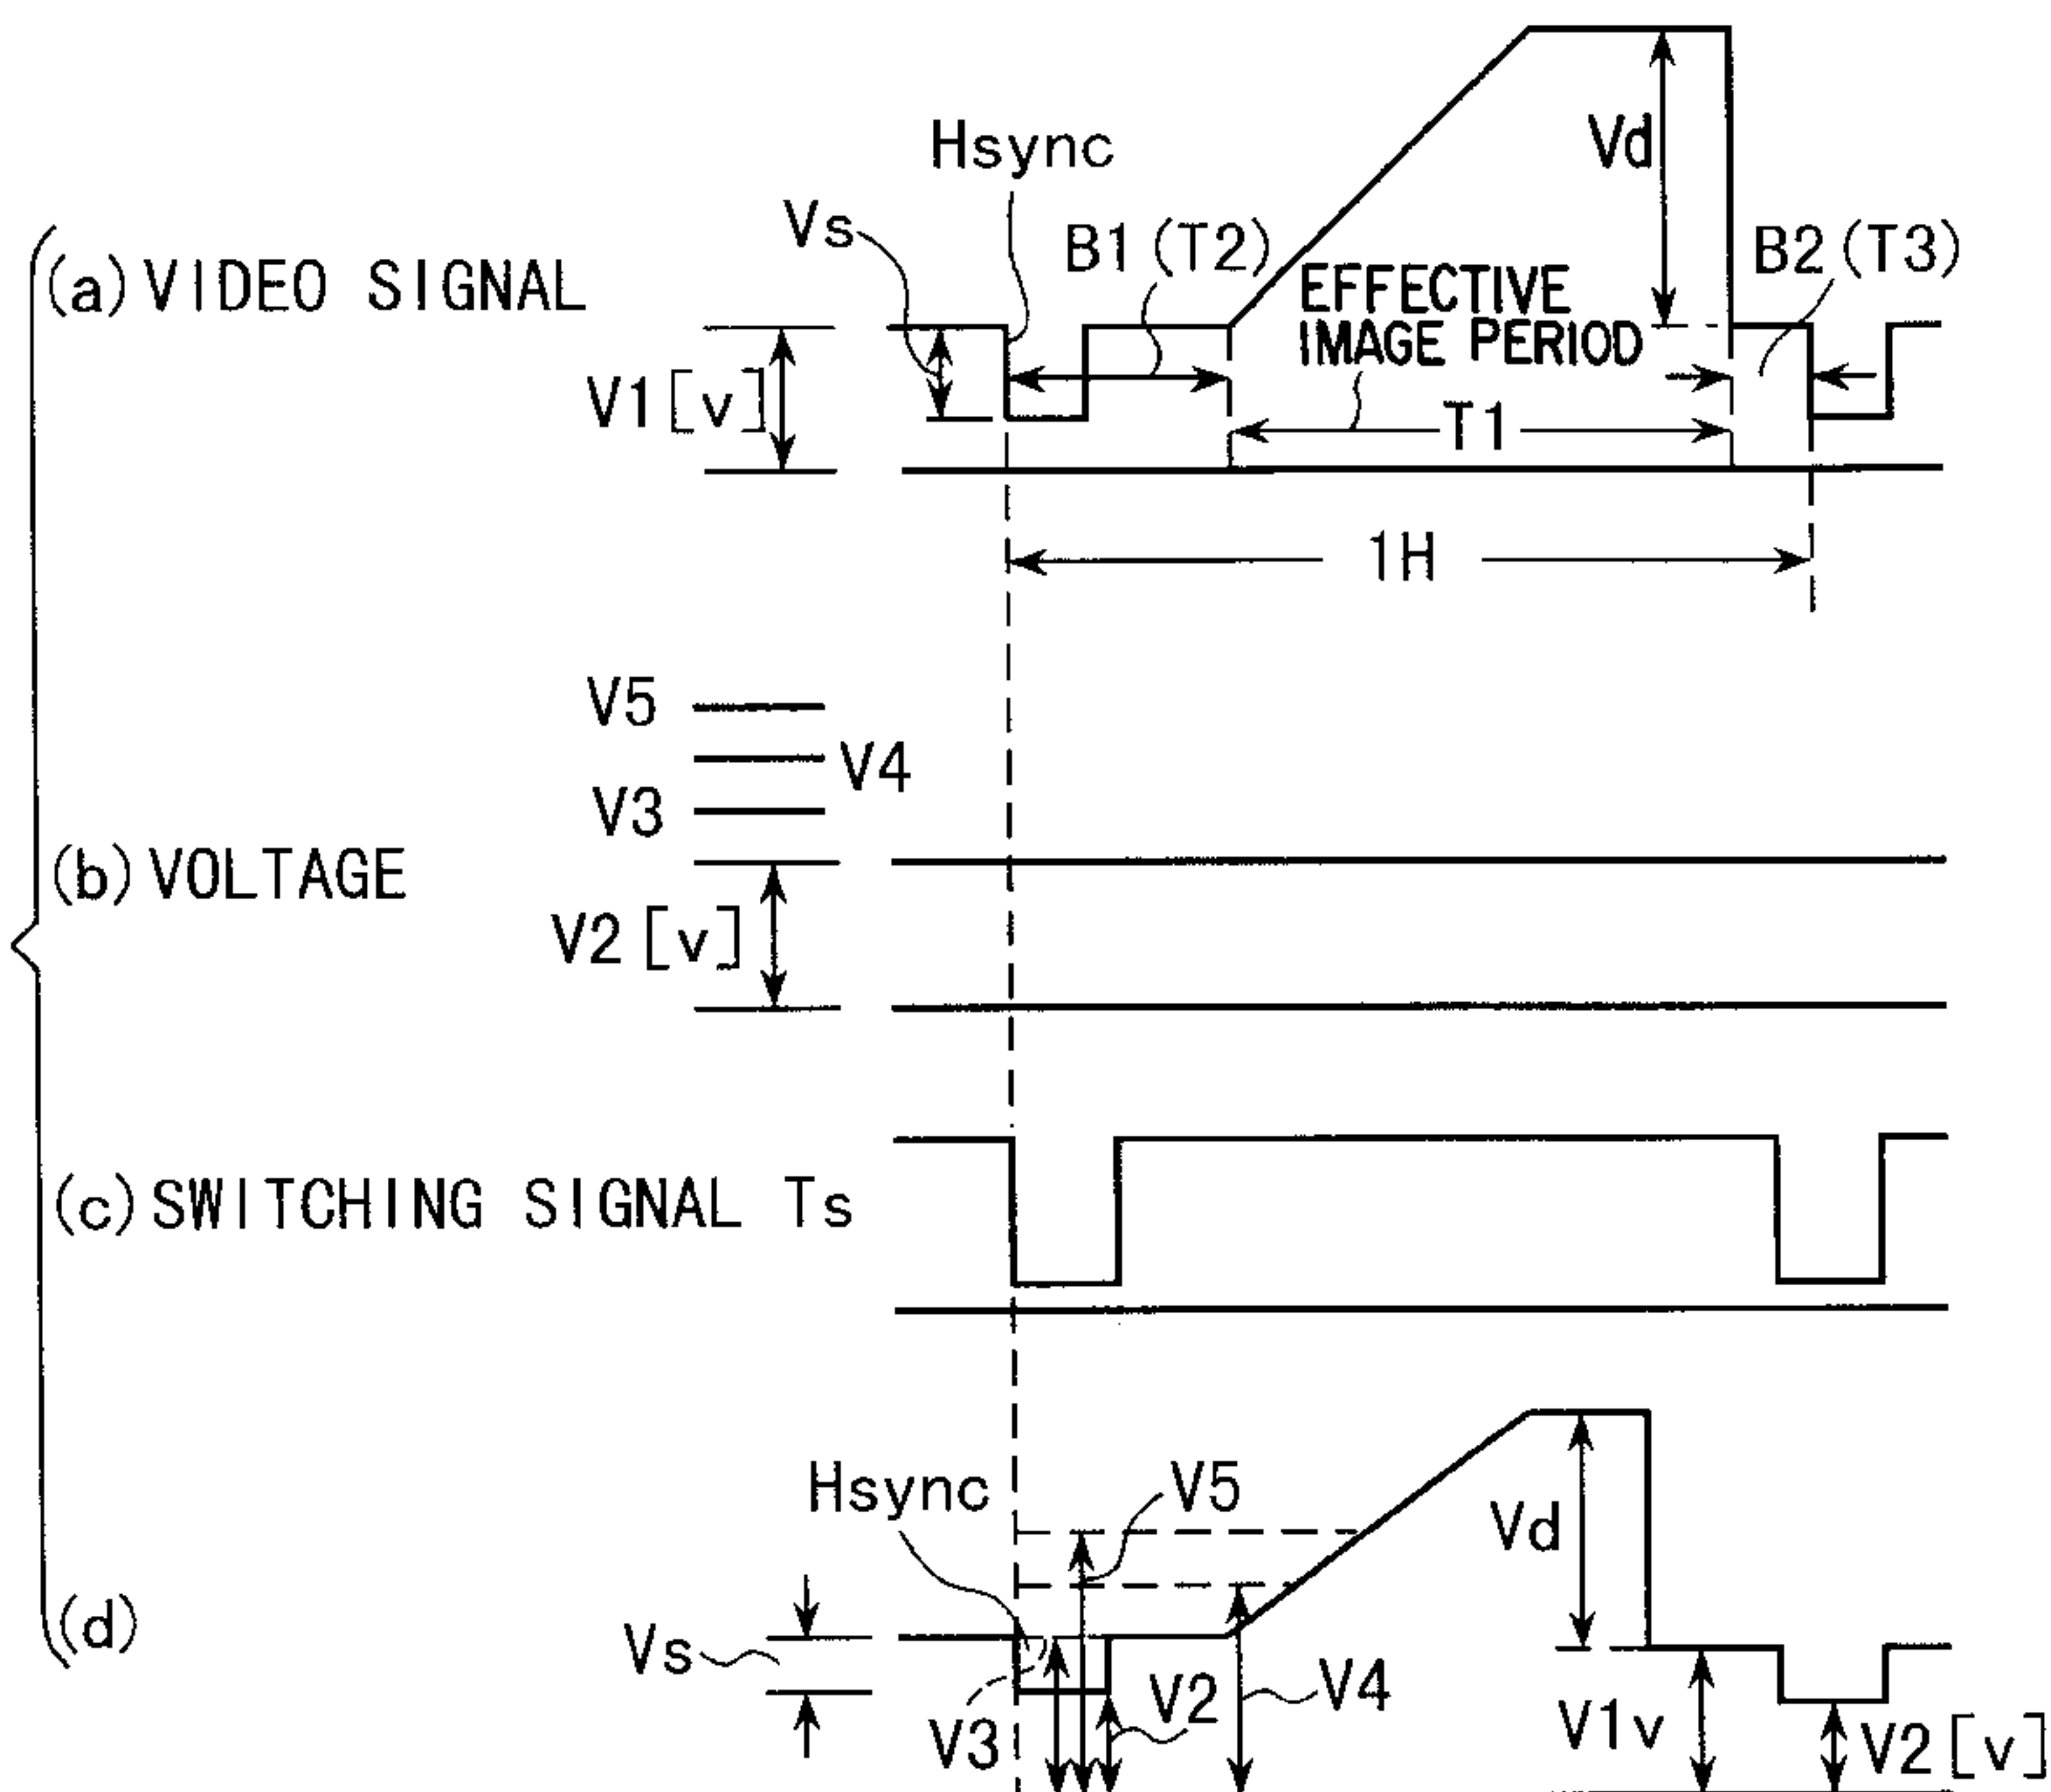 Hsync
Vd
Vs
B1(T2)
B2(T3)
(a) VIDEO SIGNAL
EFFECTIVE
IMAGE PERIOD
V1[v]
T1
1H
V5
V4
V3
(b) VOLTAGE
V2[v]
(c) SWITCHING SIGNAL Ts
Hsync
V5
Vd
(d)
Vs
V3
V2
V4
V1v
V2[v]